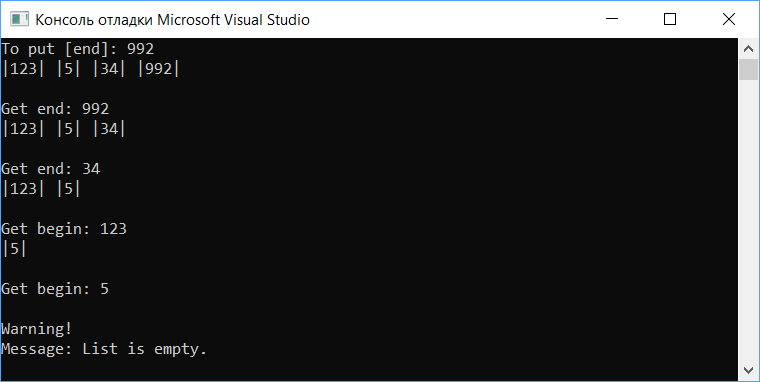 Консоль отладки Microsoft Visual Studio
To put [end]: 992
|123| |5| |34| |992|
Get end: 992
|123| |5| |34|
Get end: 34
|123| |5|
Get begin: 123
|5|
Get begin: 5
Warning!
Message: List is empty.